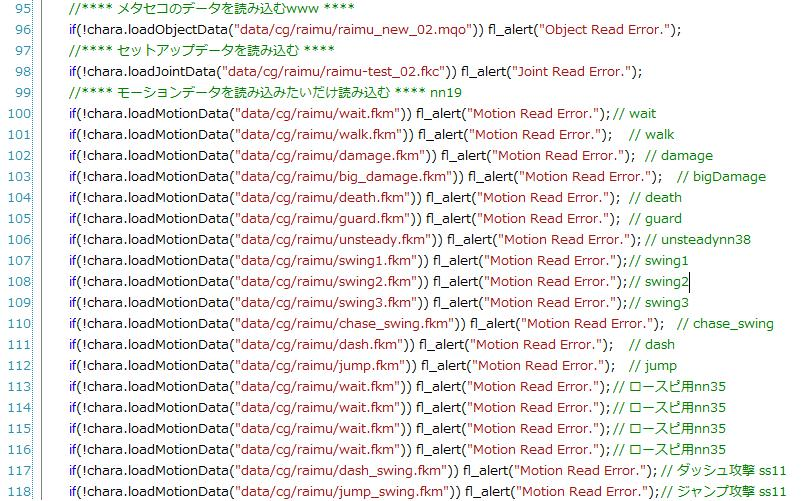 95 //**** メタセコのデータを読み込むwww ****
96 if(!chara.loadObjectData("data/cg/raimu/raimu_new_02.mqo")) fl_alert("Object Read Error.");
97 //**** セットアップデータを読み込む ****
98 if(!chara.loadJointData("data/cg/raimu/raimu-test_02.fkc")) fl_alert("Joint Read Error.");
99 //**** モーションデータを読み込みたいだけ読み込む **** nn19
100 if(!chara.loadMotionData("data/cg/raimu/wait.fkm")) fl_alert("Motion Read Error."); // wait
101 if(!chara.loadMotionData("data/cg/raimu/walk.fkm")) fl_alert("Motion Read Error."); // walk
102 if(!chara.loadMotionData("data/cg/raimu/damage.fkm")) fl_alert("Motion Read Error."); // damage
103 if(!chara.loadMotionData("data/cg/raimu/big_damage.fkm")) fl_alert("Motion Read Error."); // bigDamage
104 if(!chara.loadMotionData("data/cg/raimu/death.fkm")) fl_alert("Motion Read Error."); // death
105 if(!chara.loadMotionData("data/cg/raimu/guard.fkm")) fl_alert("Motion Read Error."); // guard
106 if(!chara.loadMotionData("data/cg/raimu/unsteady.fkm")) fl_alert("Motion Read Error."); // unsteadynn38
107 if(!chara.loadMotionData("data/cg/raimu/swing1.fkm")) fl_alert("Motion Read Error."); // swing1
108 if(!chara.loadMotionData("data/cg/raimu/swing2.fkm")) fl_alert("Motion Read Error."); // swing2
109 if(!chara.loadMotionData("data/cg/raimu/swing3.fkm")) fl_alert("Motion Read Error."); // swing3
110 if(!chara.loadMotionData("data/cg/raimu/chase_swing.fkm")) fl_alert("Motion Read Error."); // chase_swing
111 if(!chara.loadMotionData("data/cg/raimu/dash.fkm")) fl_alert("Motion Read Error."); // dash
112 if(!chara.loadMotionData("data/cg/raimu/jump.fkm")) fl_alert("Motion Read Error."); // jump
113 if(!chara.loadMotionData("data/cg/raimu/wait.fkm")) fl_alert("Motion Read Error."); // ロースピ用nn35
114 if(!chara.loadMotionData("data/cg/raimu/wait.fkm")) fl_alert("Motion Read Error."); // ロースピ用nn35
115 if(!chara.loadMotionData("data/cg/raimu/wait.fkm")) fl_alert("Motion Read Error."); // ロースピ用nn35
116 if(!chara.loadMotionData("data/cg/raimu/wait.fkm")) fl_alert("Motion Read Error."); // ロースピ用nn35
117 if(!chara.loadMotionData("data/cg/raimu/dash_swing.fkm")) fl_alert("Motion Read Error."); // ダッシュ攻撃 ss11
118 if(!chara.loadMotionData("data/cg/raimu/jump_swing.fkm")) fl_alert("Motion Read Error."); // ジャンプ攻撃 ss11